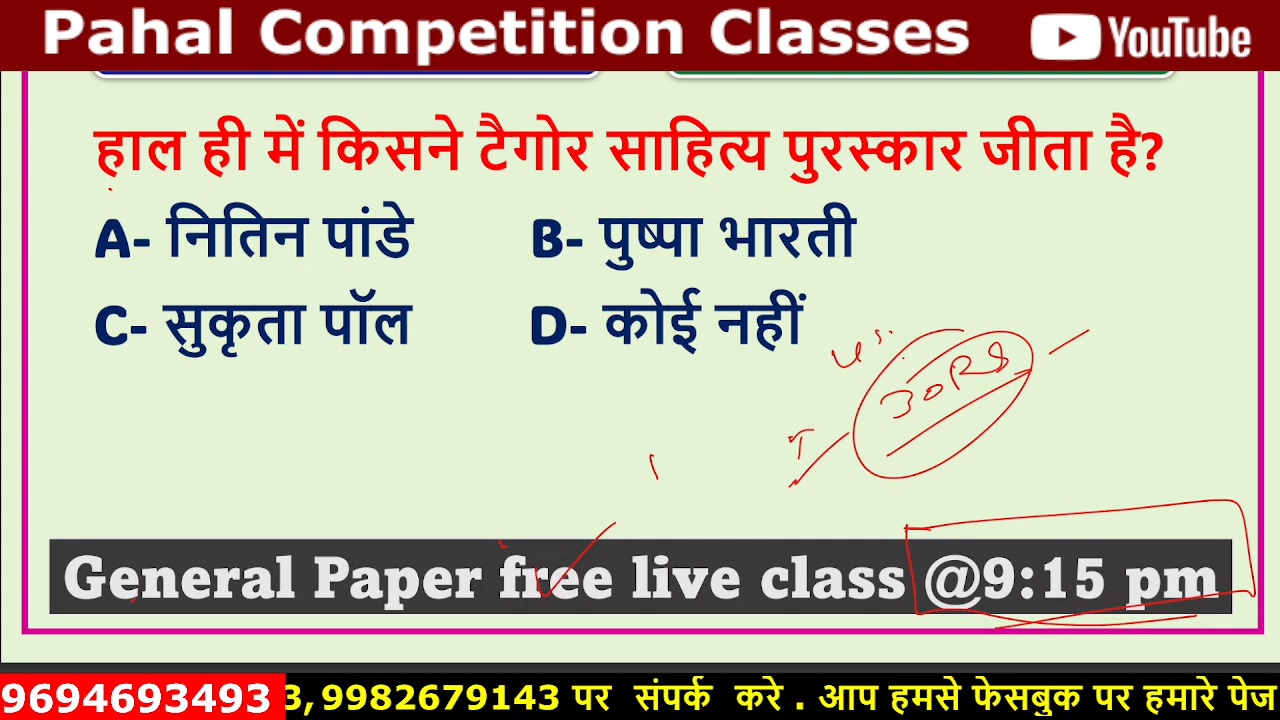 Pahal Competition Classes YouTube
हाल ही में किसने टैगोर साहित्य पुरस्कार जीता है?
A- नितिन पांडे B- पुष्पा भारती
C- सुकृता पॉल D- कोई नहीं
30RS
General Paper free live class @9:15 pm
9694693493 3,9982679143 पर संपर्क करे . आप हमसे फेसबुक पर हमारे पेज